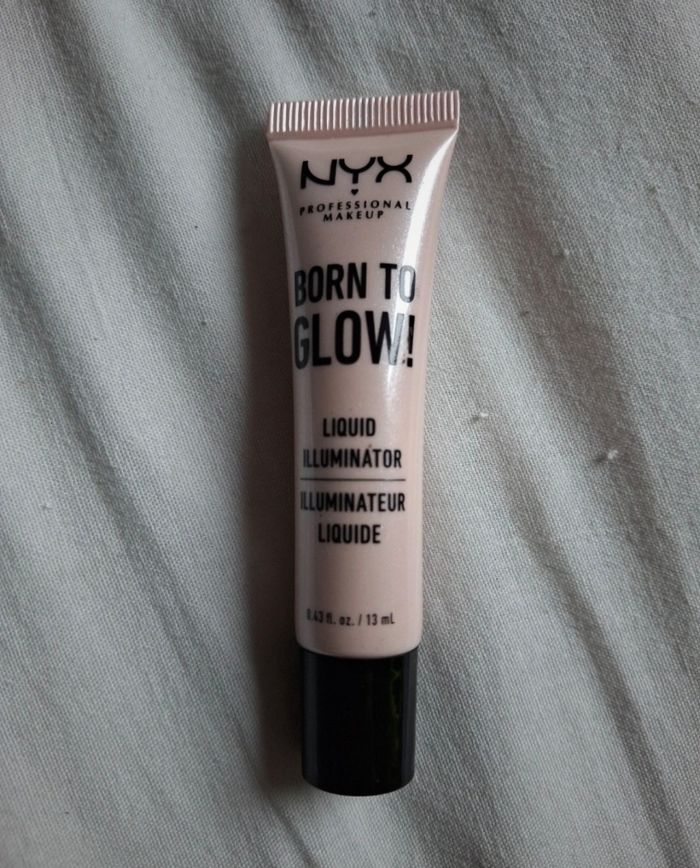 NYX
PROFESSIONAL
MAKEUP
BORN TO
GLOW!
LIQUID
ILLUMINATOR
ILLUMINATEUR
LIQUIDE
0.43 fl. oz. / 13 mL